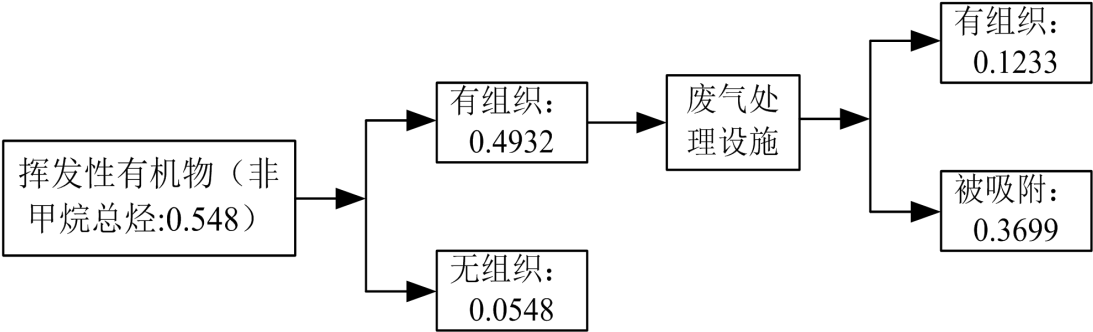 挥发性有机物（非
甲烷总烃:0.548）
有组织：
0.4932
无组织：
0.0548
废气处
理设施
有组织：
0.1233
被吸附：
0.3699